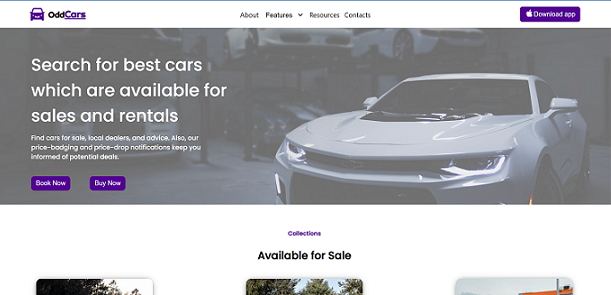 OddCars
About Features Resources Contacts
Download app
Search for best cars
which are available for
sales and rentals
Find cars for sale, local dealers, and advice. Also, our
price-badging and price-drop notifications keep you
informed of potential deals.
Book Now Buy Now
Collections
Available for Sale